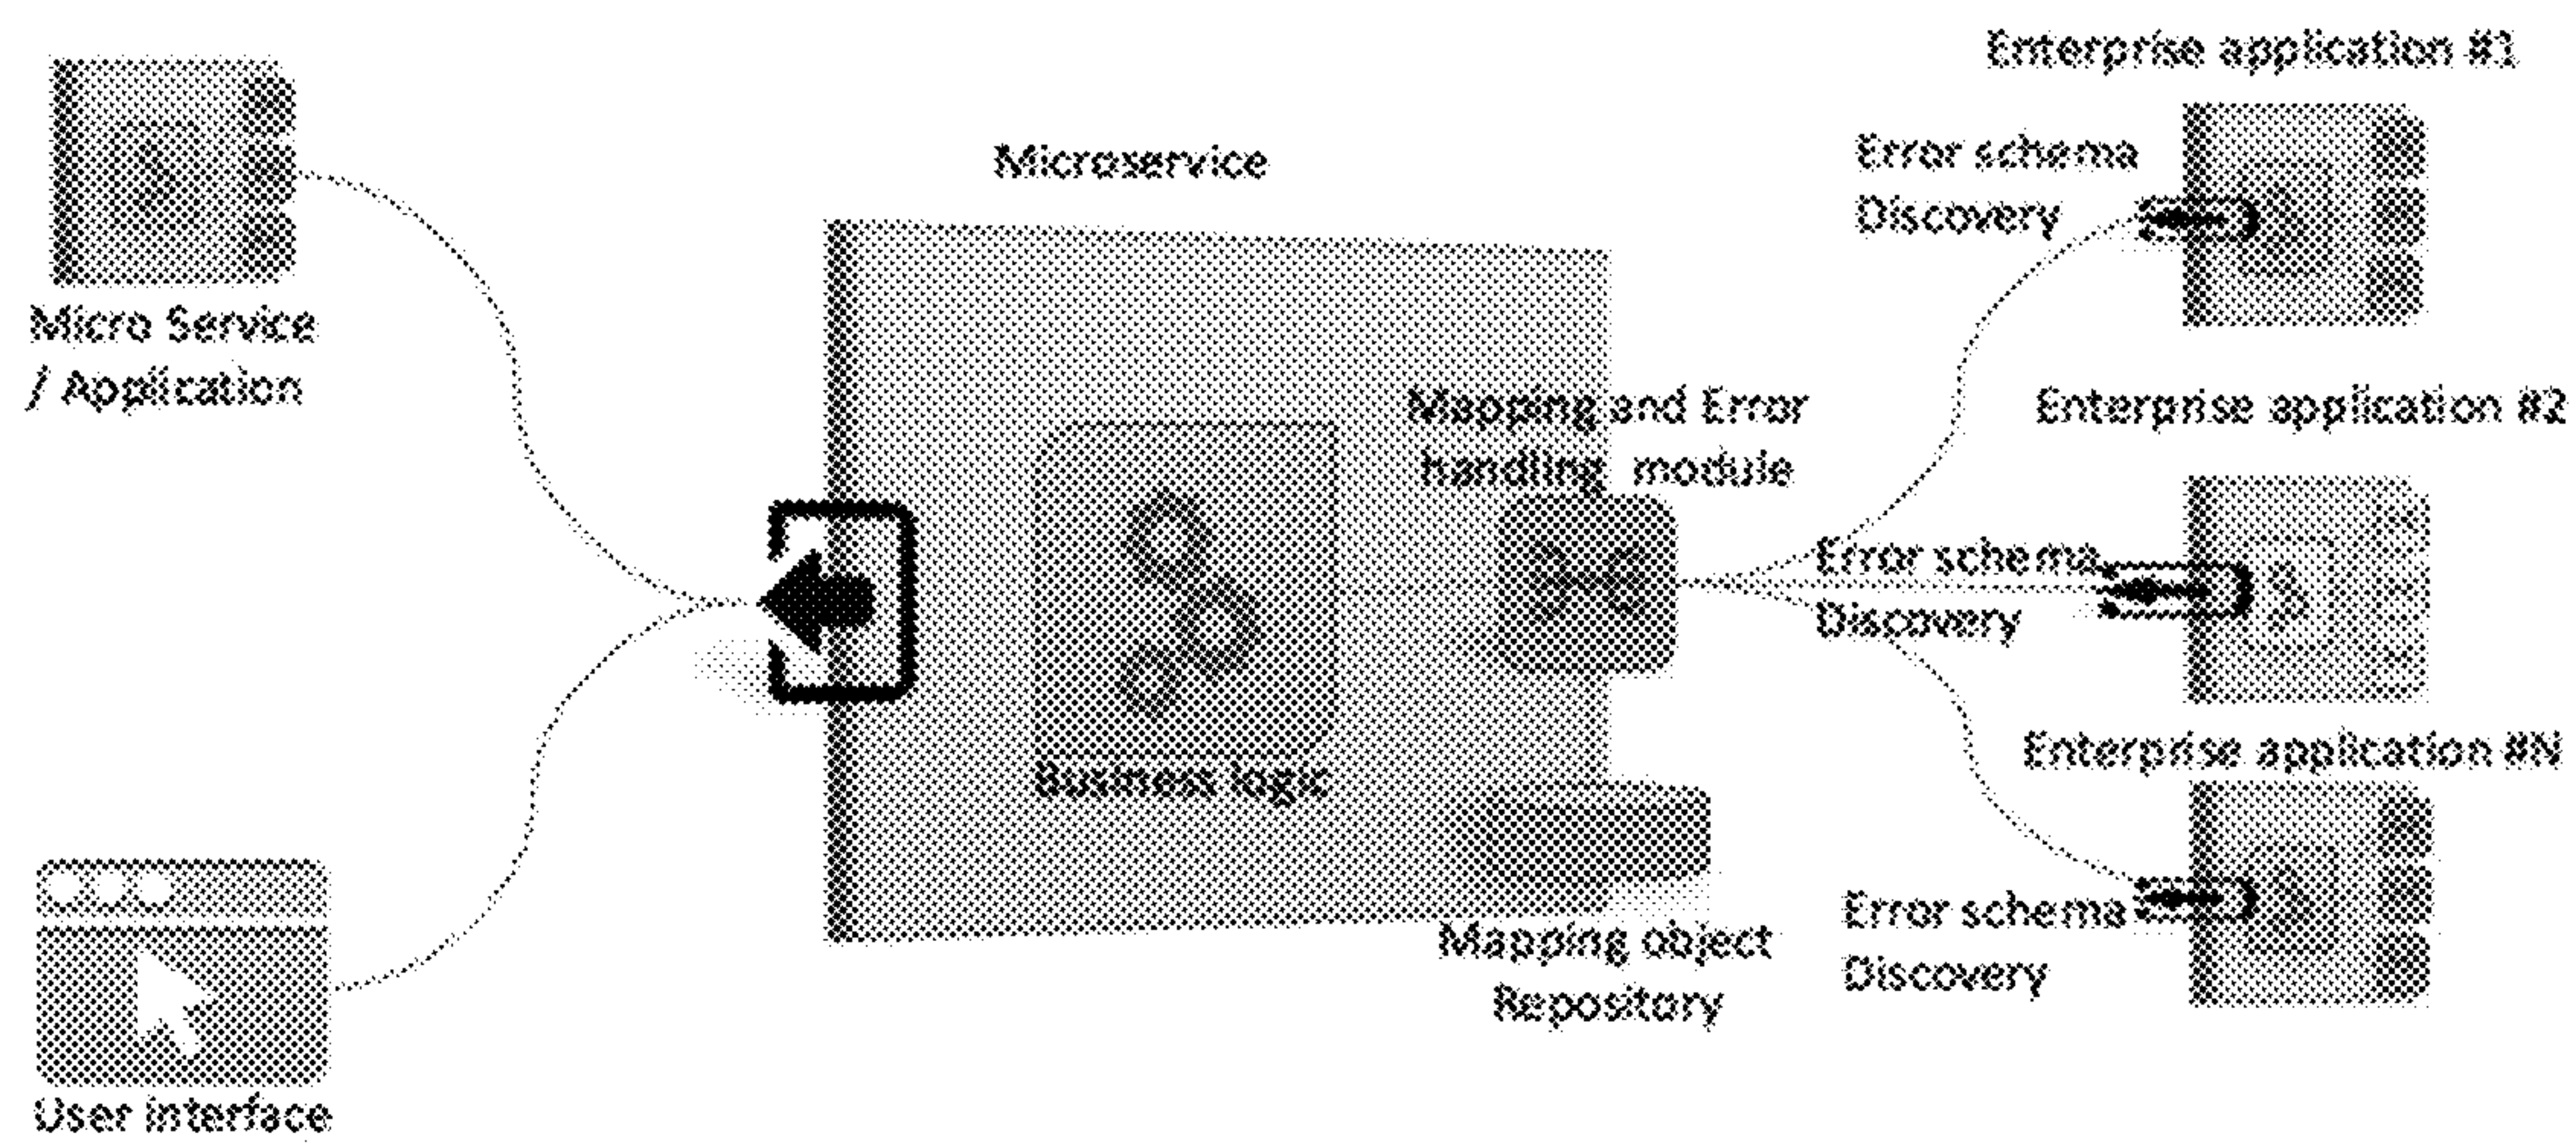 Enterprise application #1
Error schema
Discovery
Microservice
Micro Service
/ Application
Mapping and Error
handling module
Enterprise application #2
Error schema
Discovery
Business logic
Enterprise application #N
Error schema
Discovery
Mapping object
Repository
User interface